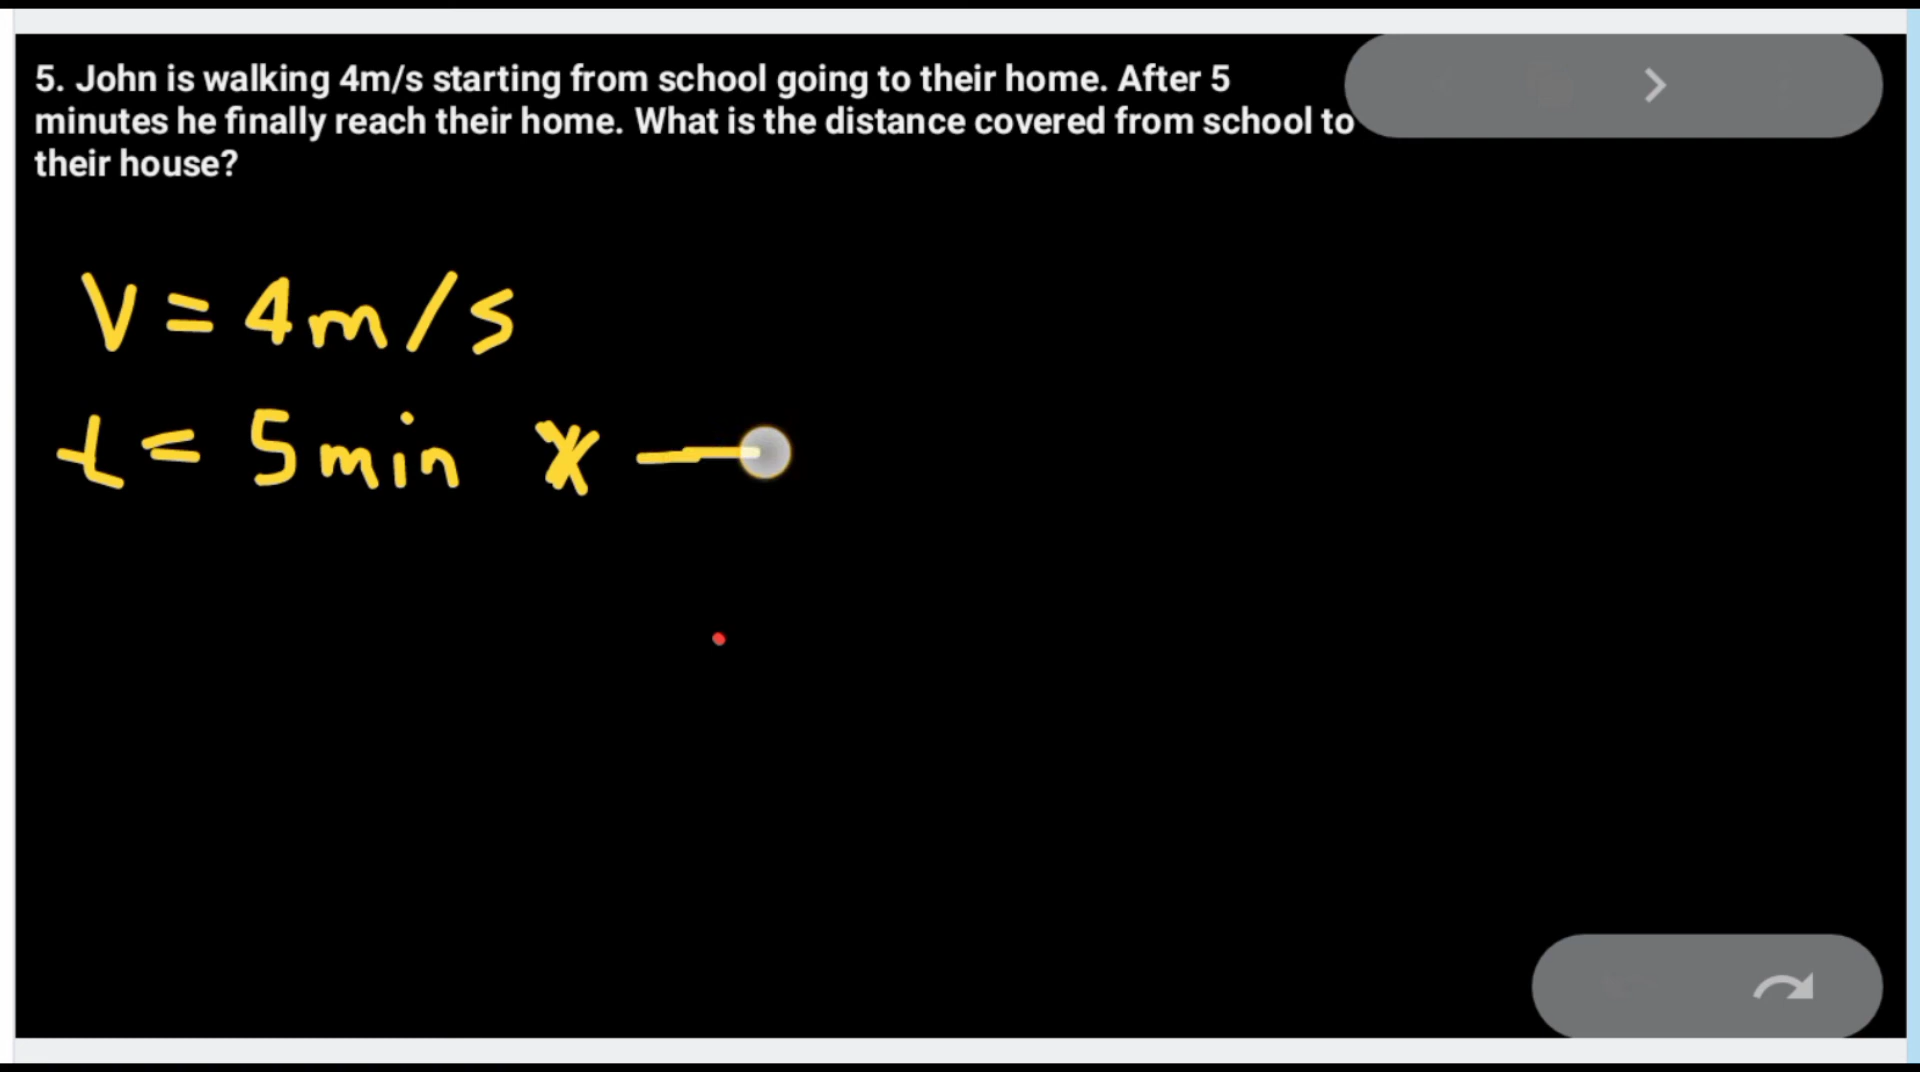 5. John is walking 4m/s starting from school going to their home. After 5
minutes he finally reach their home. What is the distance covered from school to
their house?
V = 4m/s
t = 5min x —